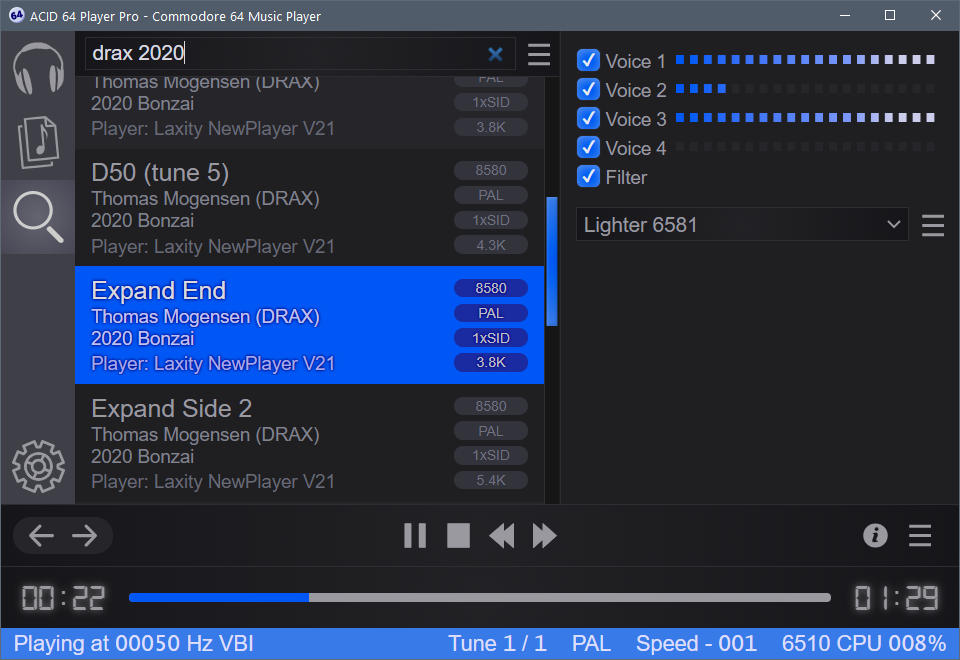 64 ACID 64 Player Pro - Commodore 64 Music Player
drax 2020
Thomas Mogensen (DRAX)
PAL
2020 Bonzai
1xSID
Player: Laxity NewPlayer V21
3.8K
D50 (tune 5)
8580
Thomas Mogensen (DRAX)
PAL
2020 Bonzai
1xSID
Player: Laxity NewPlayer V21
4.3K
Expand End
8580
Thomas Mogensen (DRAX)
PAL
2020 Bonzai
1xSID
Player: Laxity NewPlayer V21
3.8K
Expand Side 2
8580
Thomas Mogensen (DRAX)
PAL
2020 Bonzai
1xSID
Player: Laxity NewPlayer V21
5.4K
Voice 1
Voice 2
Voice 3
Voice 4
Filter
Lighter 6581
00:22
01:29
Playing at 00050 Hz VBI
Tune 1 / 1
PAL
Speed - 001
6510 CPU 008%